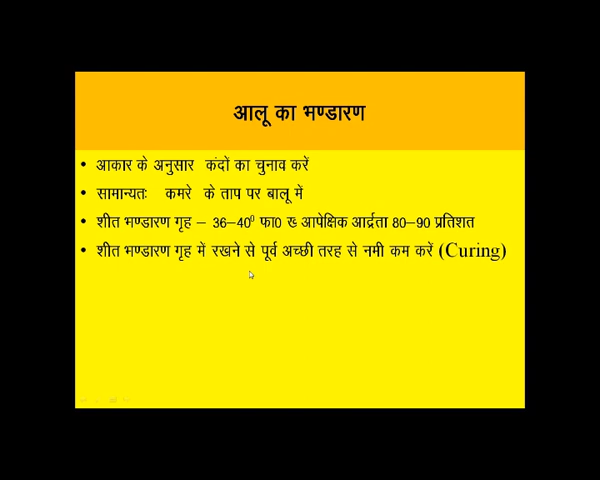 आलू का भण्डारण
• आकार के अनुसार कंदों का चुनाव करें
• सामान्यतः कमरे के ताप पर बालू में
• शीत भण्डारण गृह – 36–40⁰ फा0 ख् आपेक्षिक आर्द्रता 80–90 प्रतिशत
• शीत भण्डारण गृह में रखने से पूर्व अच्छी तरह से नमी कम करें (Curing)